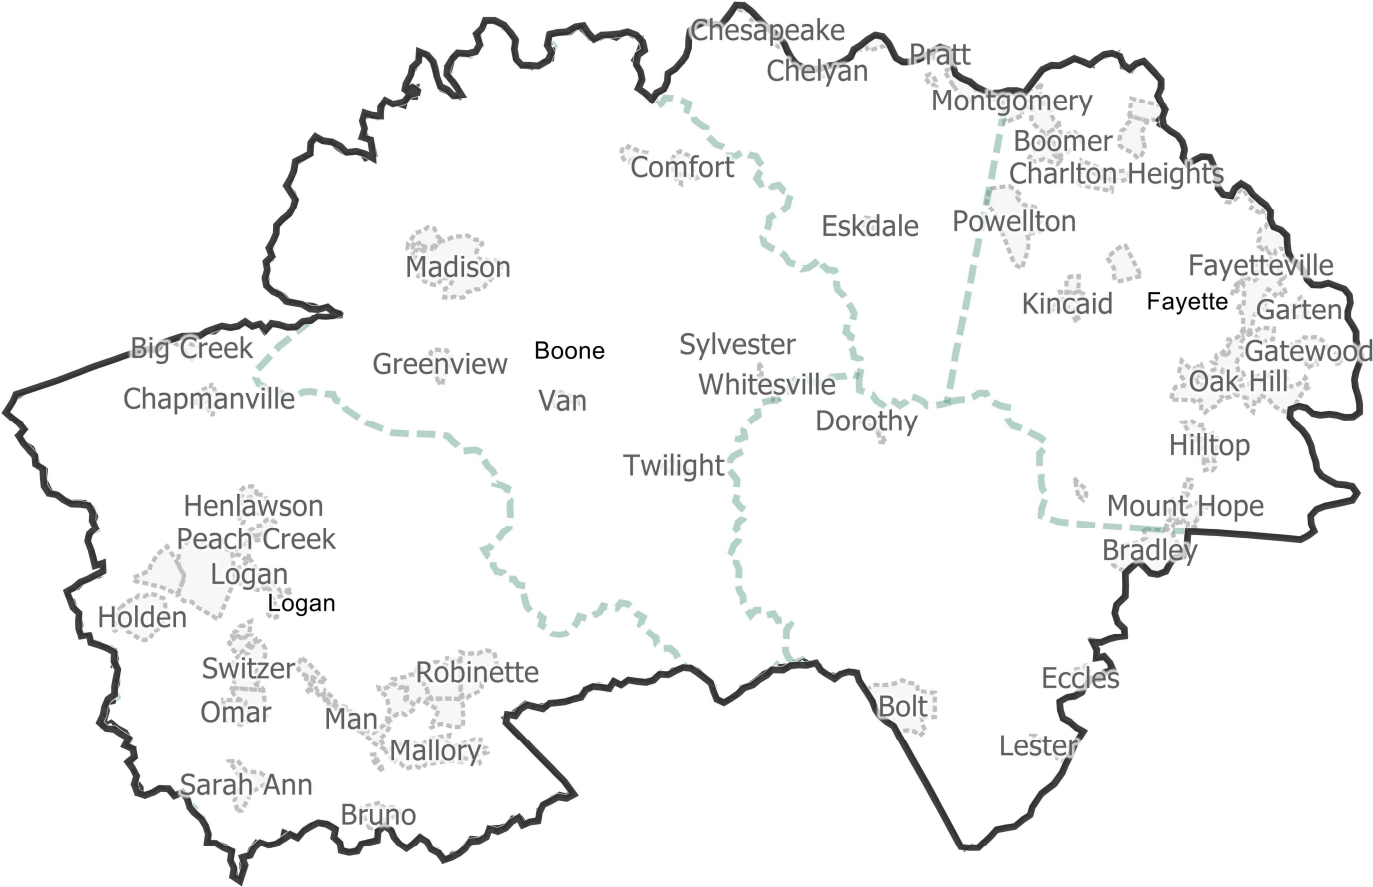 Chesapeake
Pratt
Chelyan
Montgomery
Boomer
Comfort
Charlton Heights
Eskdale
Powellton
Madison
Fayetteville
Kincaid
Fayette
Garten
Big Creek
Sylvester
Boone
Gatewood
Greenview
Whitesville
Oak Hill
Chapmanville
Van
Dorothy
Hilltop
Twilight
Henlawson
Mount Hope
Peach Creek
Bradley
Logan
Logan
Holden
Switzer
Robinette
Eccles
Omar
Man
Bolt
Mallory
Lester
Sarah Ann
Bruno